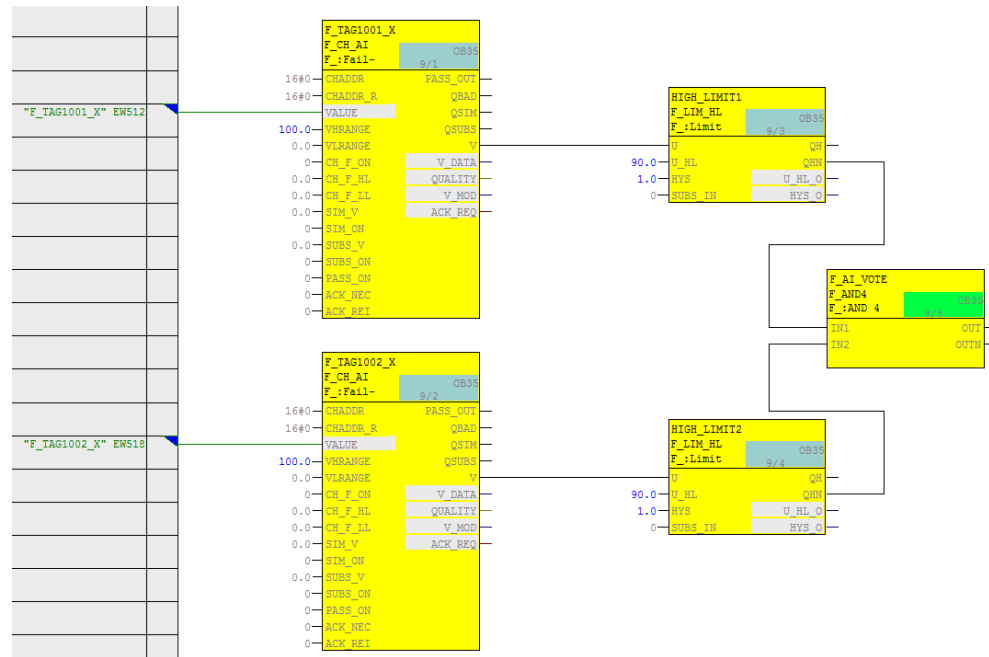 F_TAG1001_X
F_CH_AI
F_:Fail-
OB35
9/1
16#0 CHADDR PASS_OUT
16#0 CHADDR_R QBAD
"F_TAG1001_X" EW512 VALUE QSIM
100.0 VHRANGE QSUBS
0.0 VLRANGE V
0 CH_F_ON V_DATA
0.0 CH_F_HL QUALITY
0.0 CH_F_LL V_MOD
0.0 SIM_V ACK_REQ
0 SIM_ON
0.0 SUBS_V
0 SUBS_ON
0 PASS_ON
0 ACK_NEC
0 ACK_REI
HIGH_LIMIT1
F_LIM_HL
F_:Limit
OB35
9/3
U QH
90.0 U_HL QHN
1.0 HYS U_HL_O
0 SUBS_IN HYS_O
F_AI_VOTE
F_AND4
F_:AND 4
OB35
9/5
IN1 OUT
IN2 OUTN
F_TAG1002_X
F_CH_AI
F_:Fail-
OB35
9/2
16#0 CHADDR PASS_OUT
16#0 CHADDR_R QBAD
"F_TAG1002_X" EW518 VALUE QSIM
100.0 VHRANGE QSUBS
0.0 VLRANGE V
0 CH_F_ON V_DATA
0.0 CH_F_HL QUALITY
0.0 CH_F_LL V_MOD
0.0 SIM_V ACK_REQ
0 SIM_ON
0.0 SUBS_V
0 SUBS_ON
0 PASS_ON
0 ACK_NEC
0 ACK_REI
HIGH_LIMIT2
F_LIM_HL
F_:Limit
OB35
9/4
U QH
90.0 U_HL QHN
1.0 HYS U_HL_O
0 SUBS_IN HYS_O